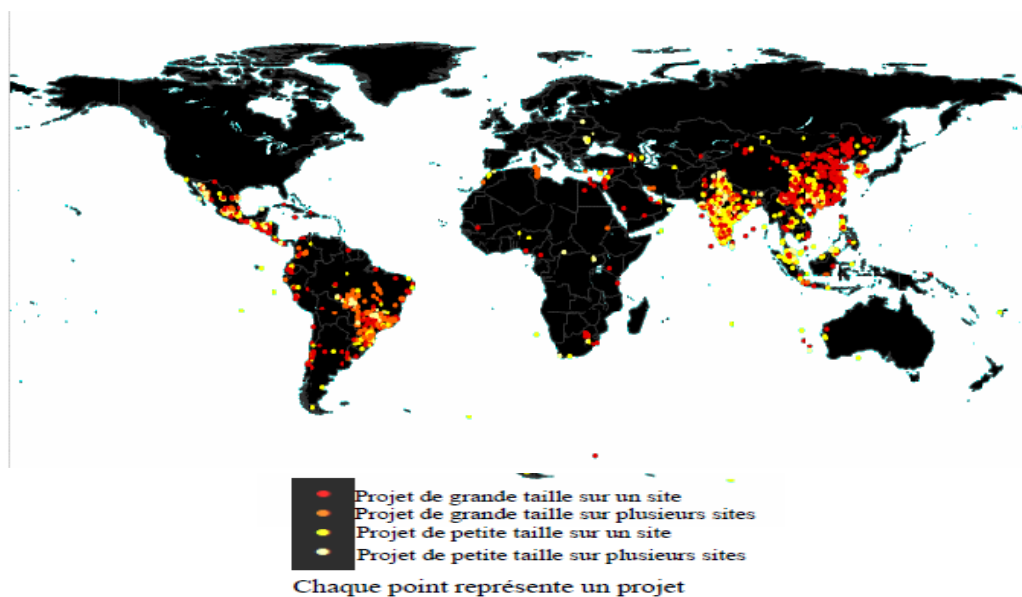 Projet de grande taille sur un site
Projet de grande taille sur plusieurs sites
Projet de petite taille sur un site
Projet de petite taille sur plusieurs sites
Chaque point représente un projet